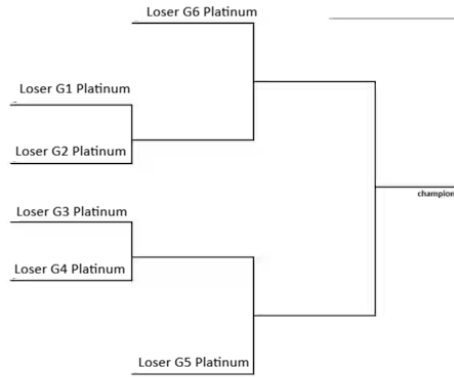 Loser G6 Platinum
Loser G1 Platinum
Loser G2 Platinum
Loser G3 Platinum
champion
Loser G4 Platinum
Loser G5 Platinum